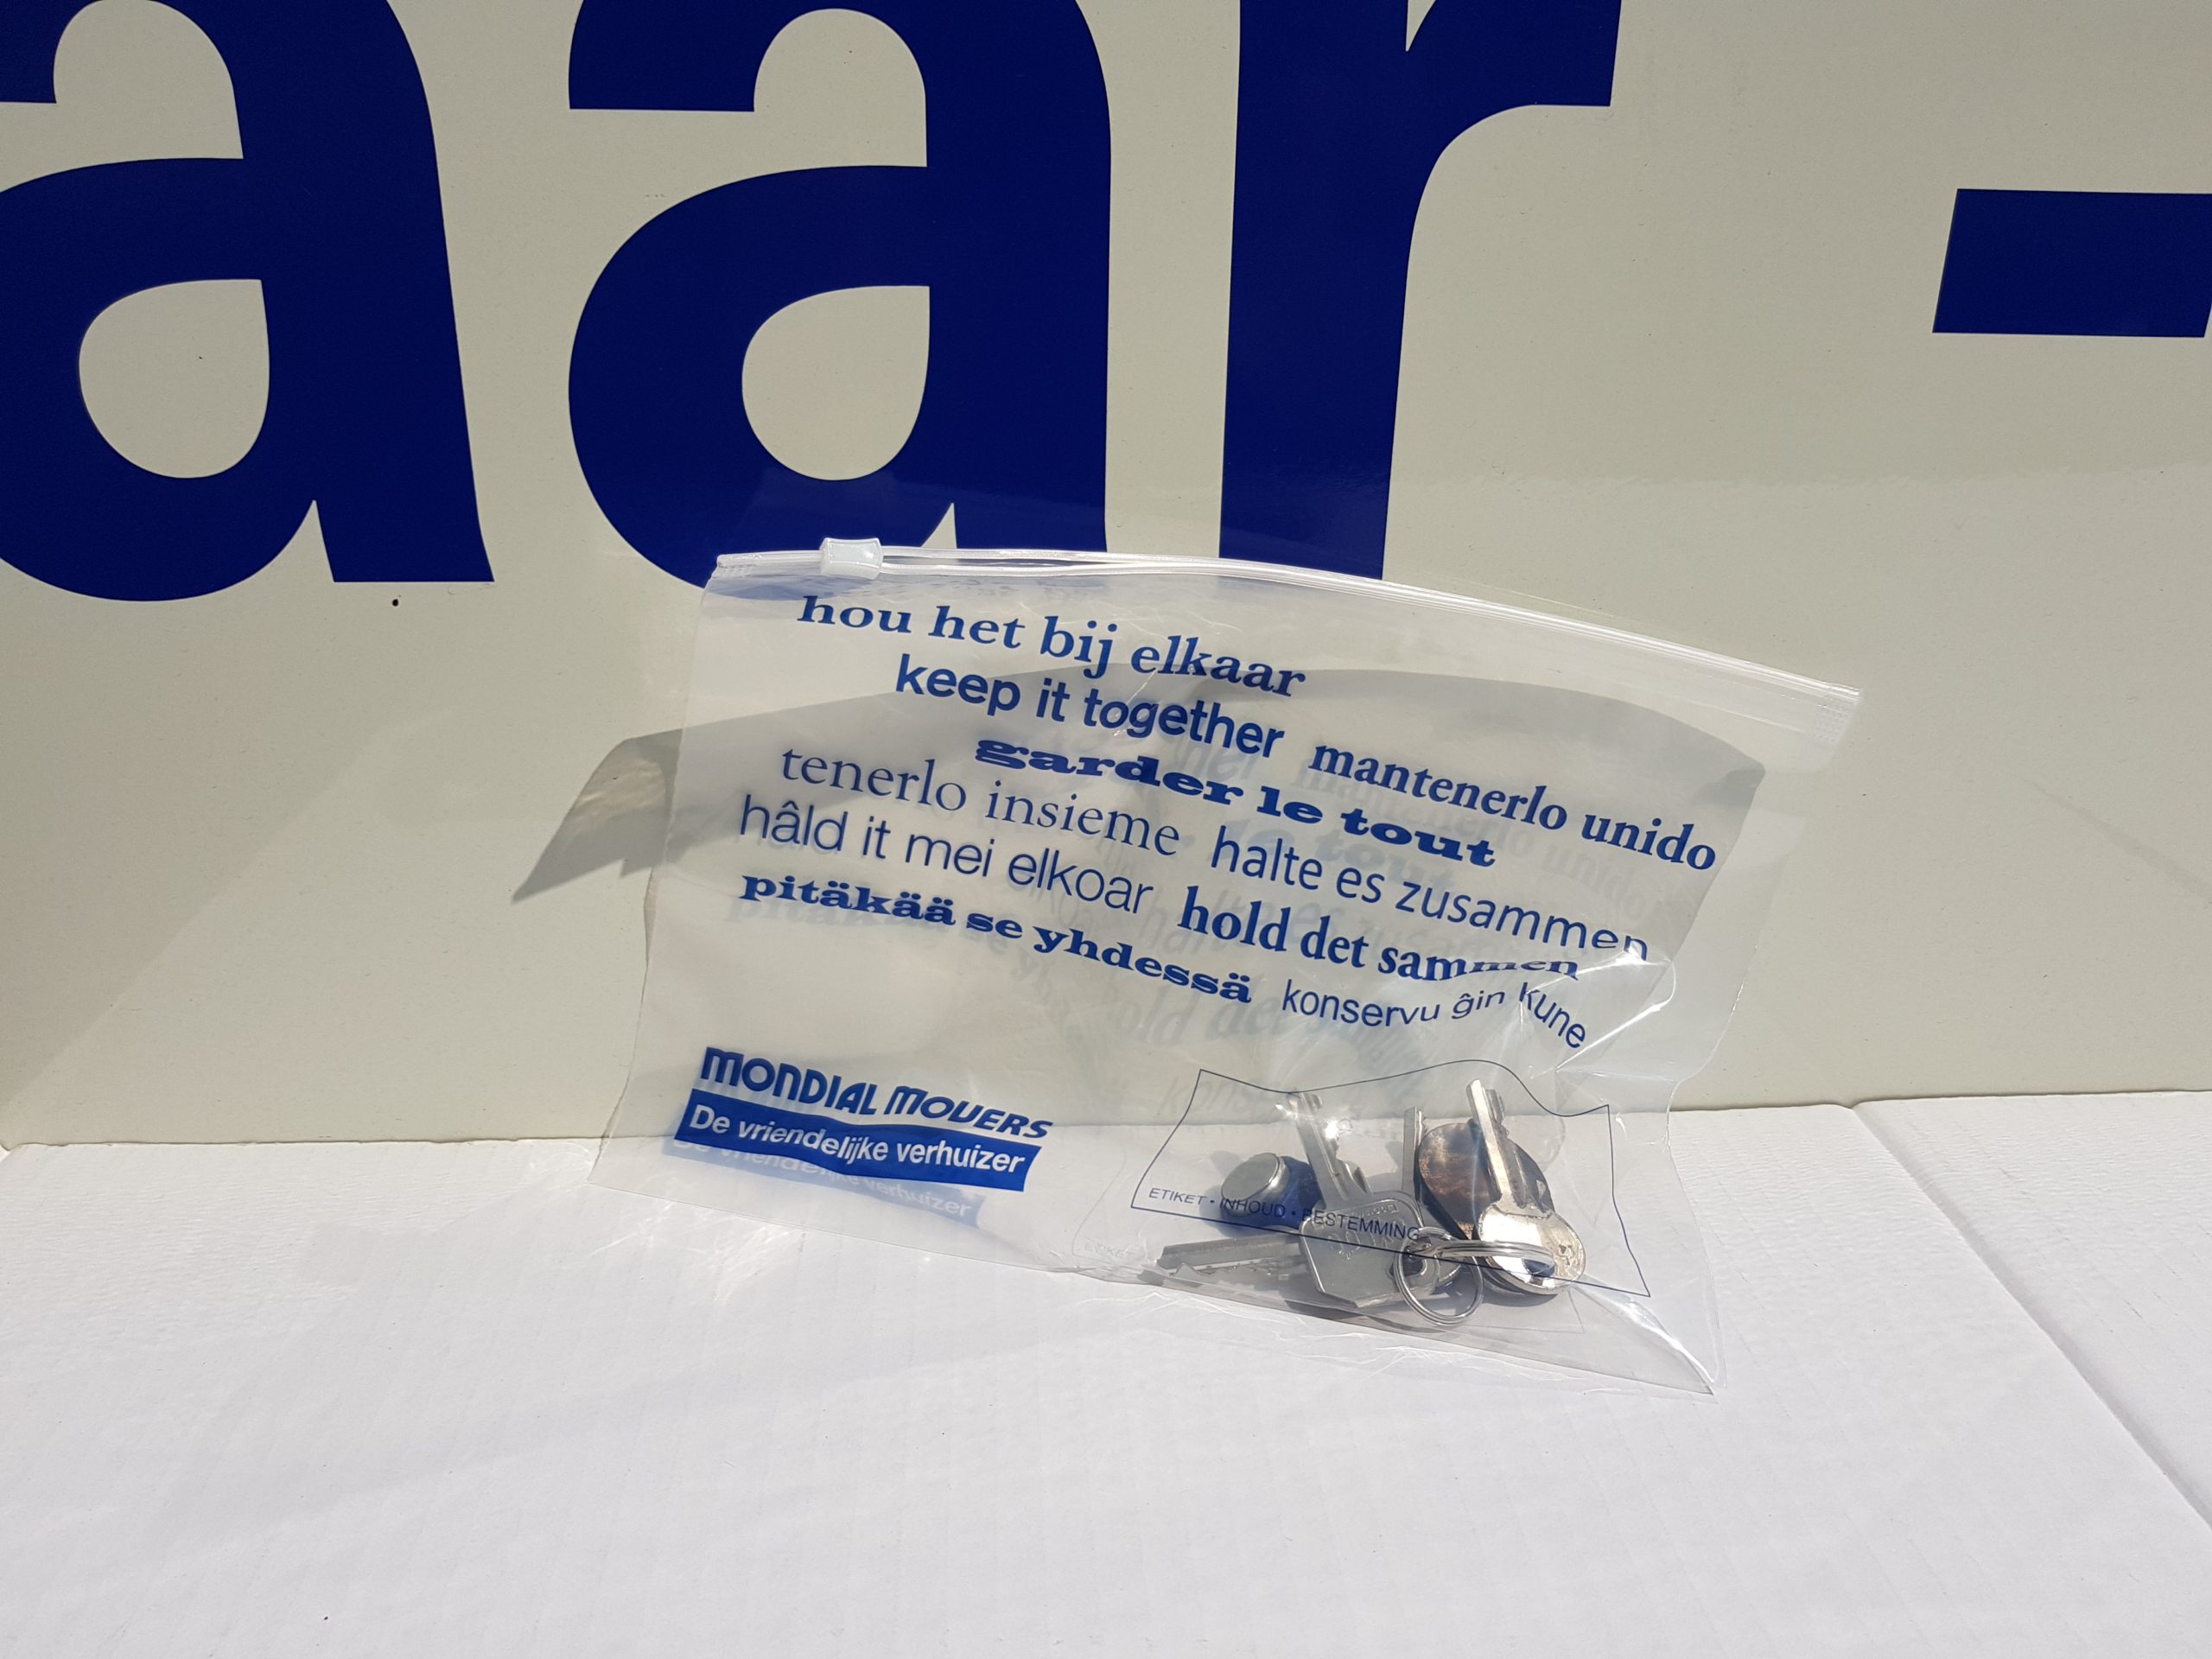 aar -
hou het bij elkaar
keep it together mantenerlo unido
garder le tout
tenerlo insieme halte es zusammen
hâld it mei elkoar hold det sammen
pitäkää se yhdessä konservu ĝin kune
MONDIAL MOVERS
De vriendelijke verhuizer
ETIKET • INHOUD • BESTEMMING